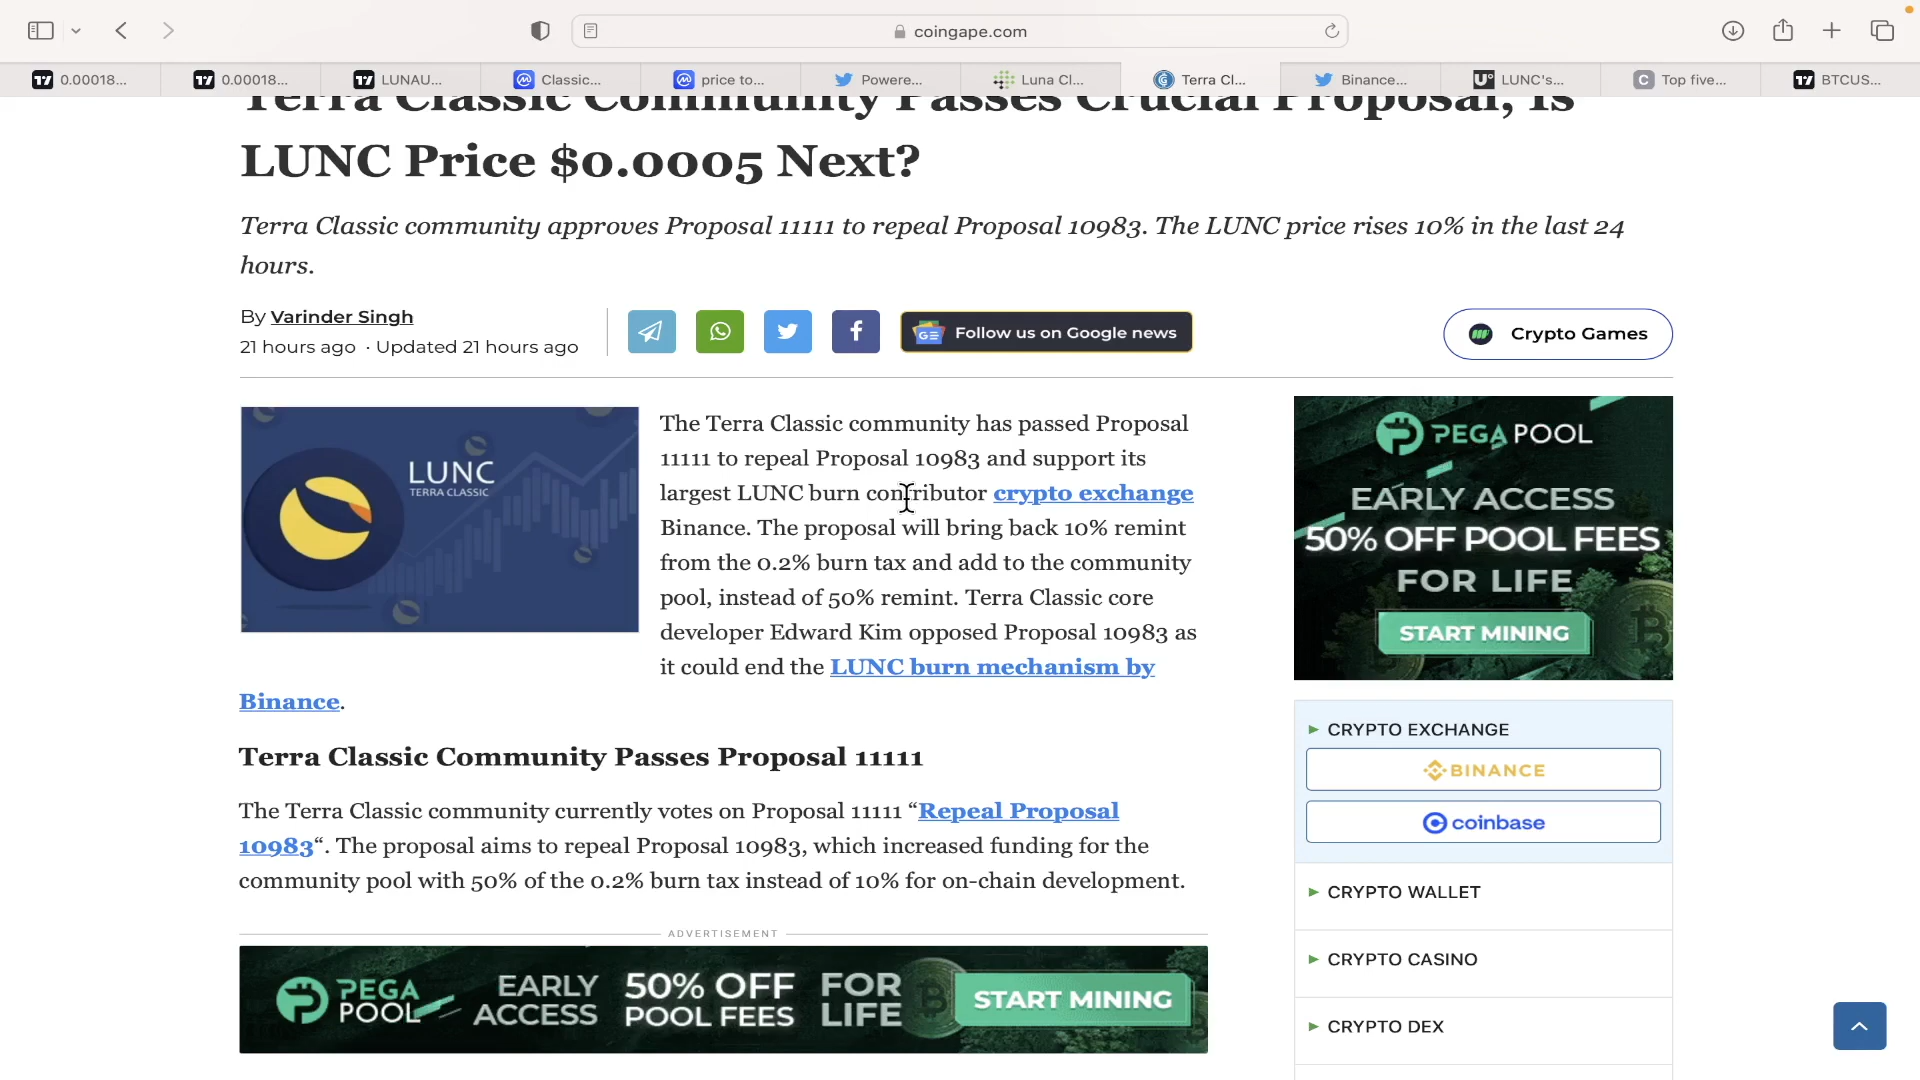 coingape.com
0.00018...
0.00018...
LUNAU...
Classic...
price to...
Powere...
Luna Cl...
Terra Cl...
Binance...
LUNC's...
Top five...
BTCUS...
Terra Classic Community Passes Crucial Proposal, Is
LUNC Price $0.0005 Next?
Terra Classic community approves Proposal 11111 to repeal Proposal 10983. The LUNC price rises 10% in the last 24
hours.
By Varinder Singh
21 hours ago · Updated 21 hours ago
Follow us on Google news
Crypto Games
LUNC
TERRA CLASSIC
The Terra Classic community has passed Proposal
11111 to repeal Proposal 10983 and support its
largest LUNC burn contributor crypto exchange
Binance. The proposal will bring back 10% remint
from the 0.2% burn tax and add to the community
pool, instead of 50% remint. Terra Classic core
developer Edward Kim opposed Proposal 10983 as
it could end the LUNC burn mechanism by
Binance.
Terra Classic Community Passes Proposal 11111
The Terra Classic community currently votes on Proposal 11111 “Repeal Proposal
10983“. The proposal aims to repeal Proposal 10983, which increased funding for the
community pool with 50% of the 0.2% burn tax instead of 10% for on-chain development.
ADVERTISEMENT
PEGA
POOL
EARLY
ACCESS
50% OFF
POOL FEES
FOR
LIFE
START MINING
PEGA POOL
EARLY ACCESS
50% OFF POOL FEES
FOR LIFE
START MINING
CRYPTO EXCHANGE
BINANCE
coinbase
CRYPTO WALLET
CRYPTO CASINO
CRYPTO DEX